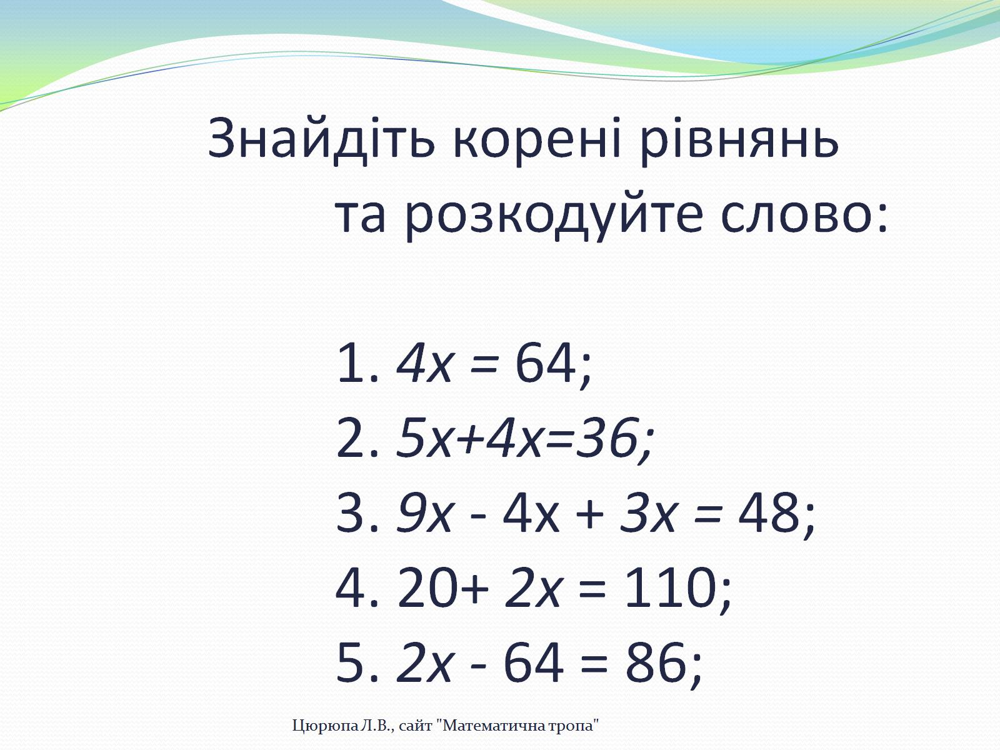 Знайдіть корені рівнянь
та розкодуйте слово:
1. 4x = 64;
2. 5x+4x=36;
3. 9x - 4x + 3x = 48;
4. 20+ 2x = 110;
5. 2x - 64 = 86;
Цюрюпа Л.В., сайт "Математична тропа"